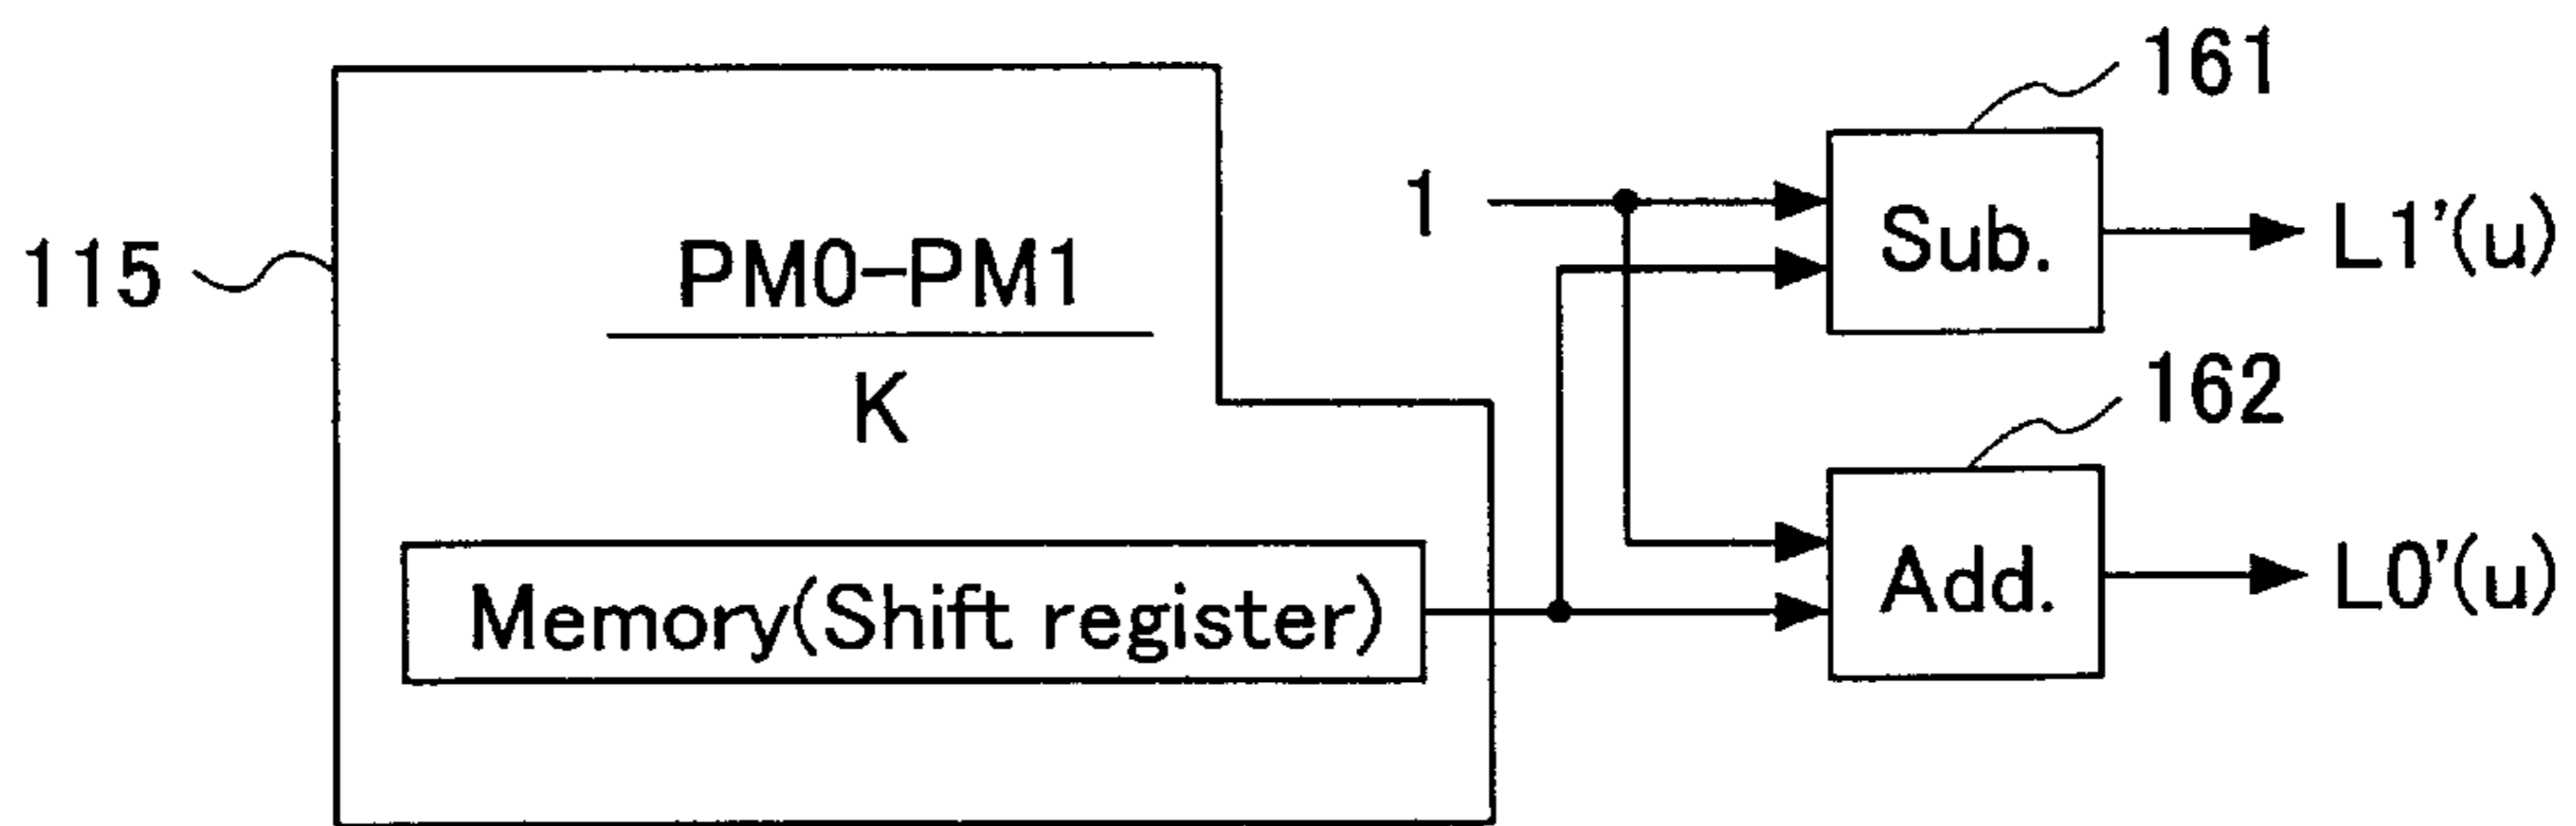 161
1
Sub.
L1'(u)
115
PM0-PM1
K
162
Memory(Shift register)
Add.
L0'(u)